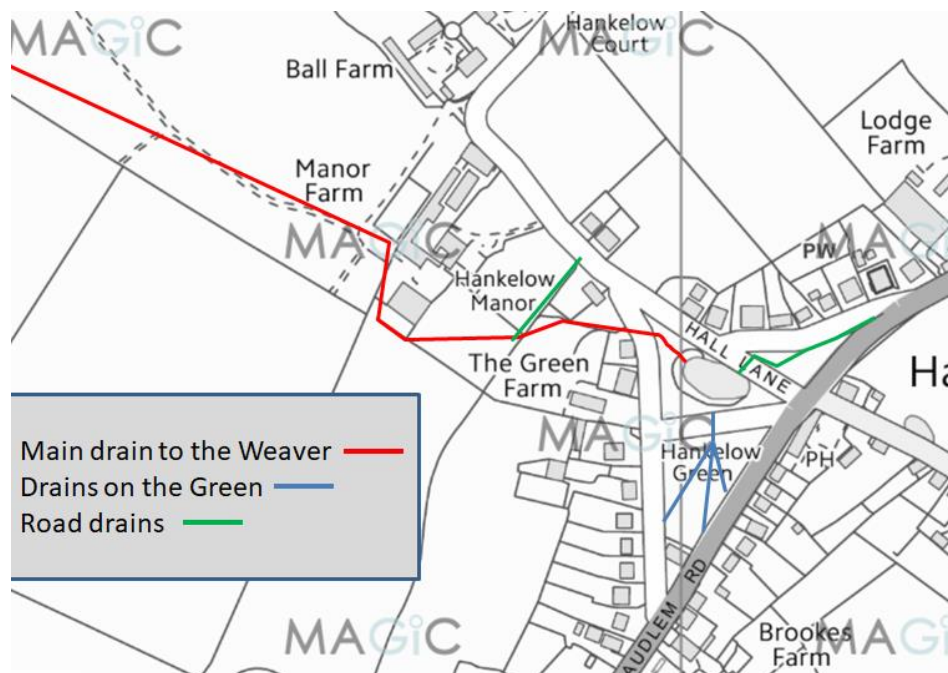 MAGiC
MAGiC
Hankelow
Court
Ball Farm
Lodge
Farm
Manor
Farm
MAGiC
PW
MAGi
Hankelow
Manor
HALL LANE
The Green
Farm
Ha
Main drain to the Weaver
Drains on the Green
Road drains
MAGiC
Hankelow
Green
PH
AUDLEM RD
MAGiC
Brookes
Farm
MAGi